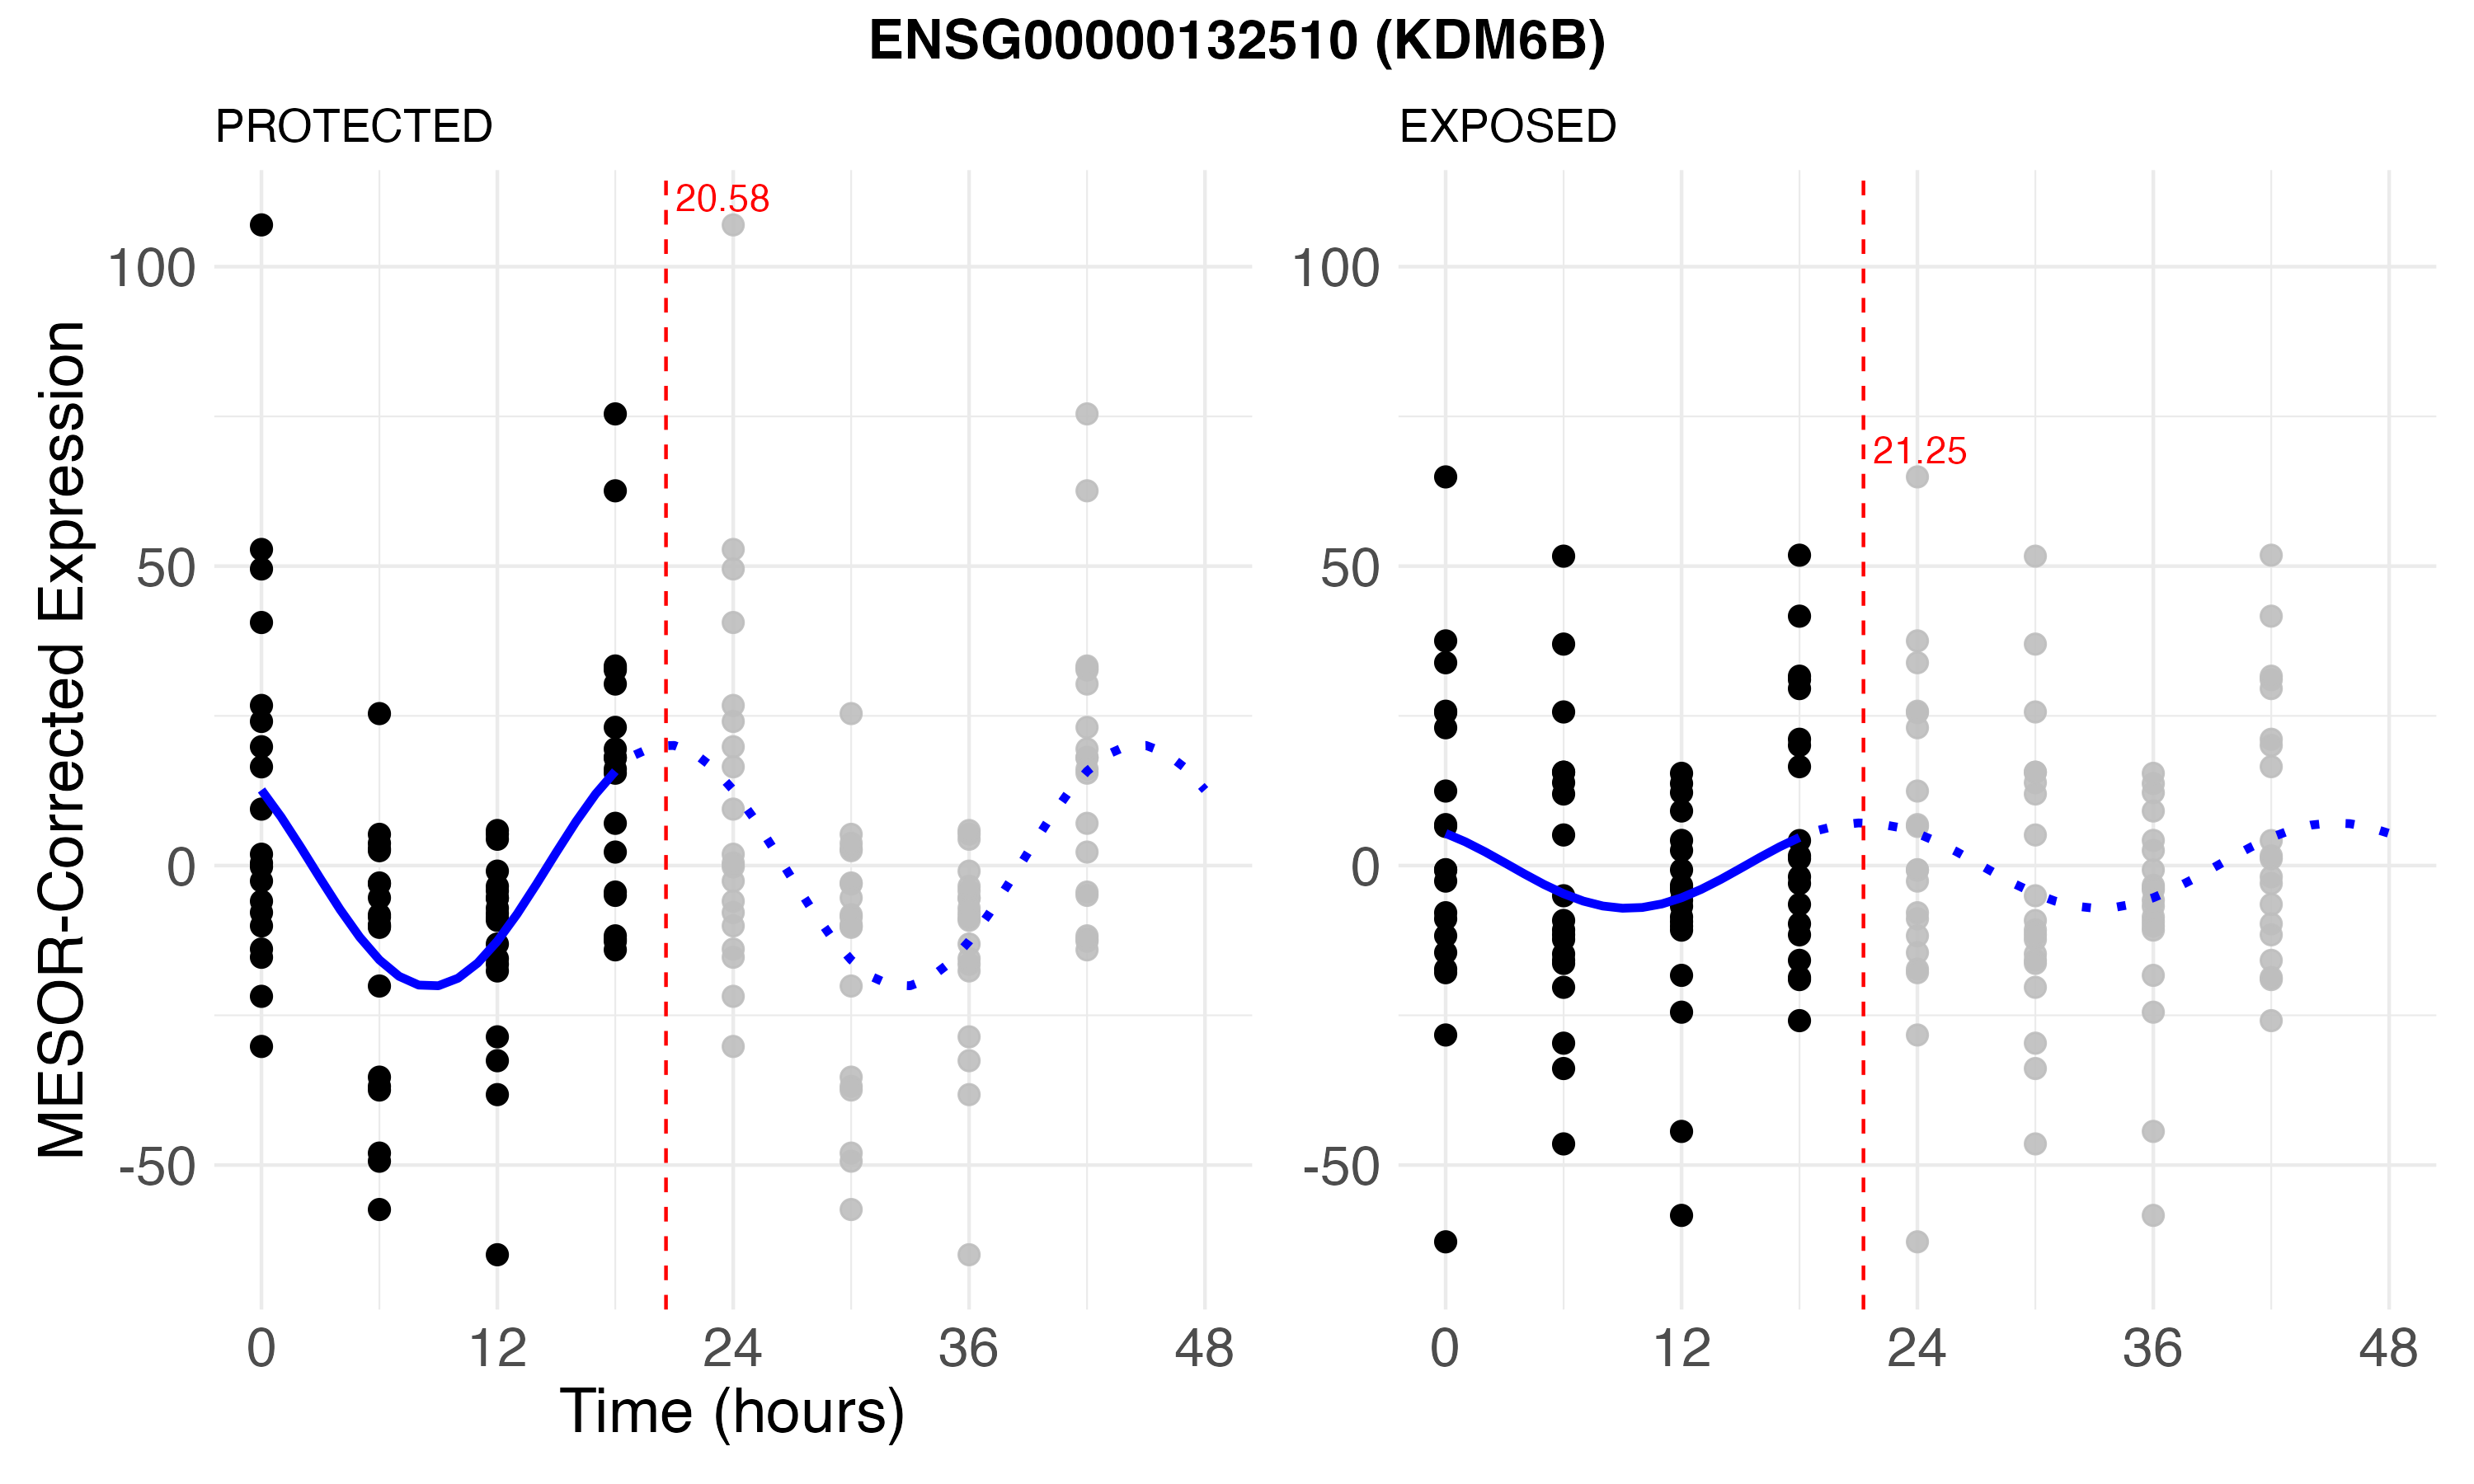 ENSG00000132510 (KDM6B)
PROTECTED
EXPOSED
MESOR-Corrected Expression
20.58
100
50
0
-50
0 12 24 36 48
Time (hours)
21.25
100
50
0
-50
0 12 24 36 48